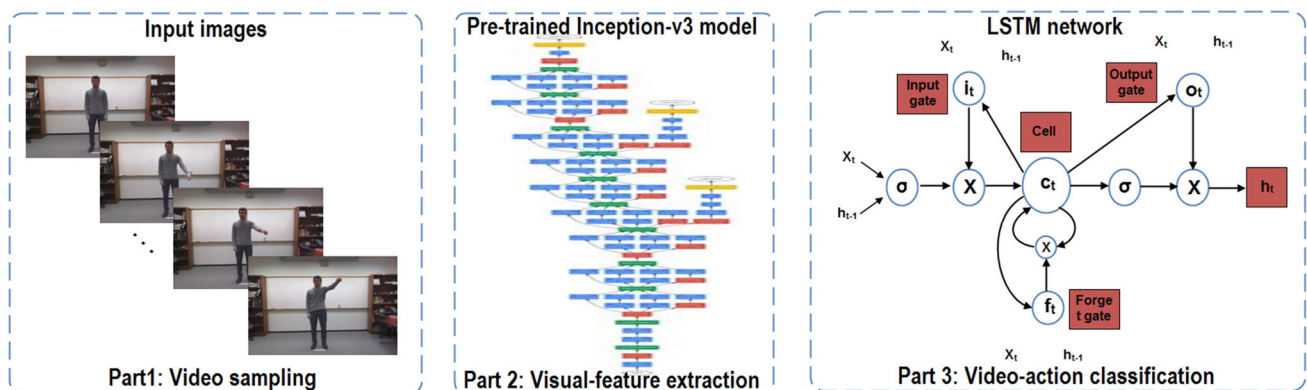 Input images
Part1: Video sampling
Pre-trained Inception-v3 model
Part 2: Visual-feature extraction
LSTM network
Xt
ht-1
Xt
ht-1
Input
gate
it
Output
gate
ot
Cell
Xt
ht-1
σ
X
ct
σ
X
ht
X
ft
Forge
t gate
Xt
ht-1
Part 3: Video-action classification